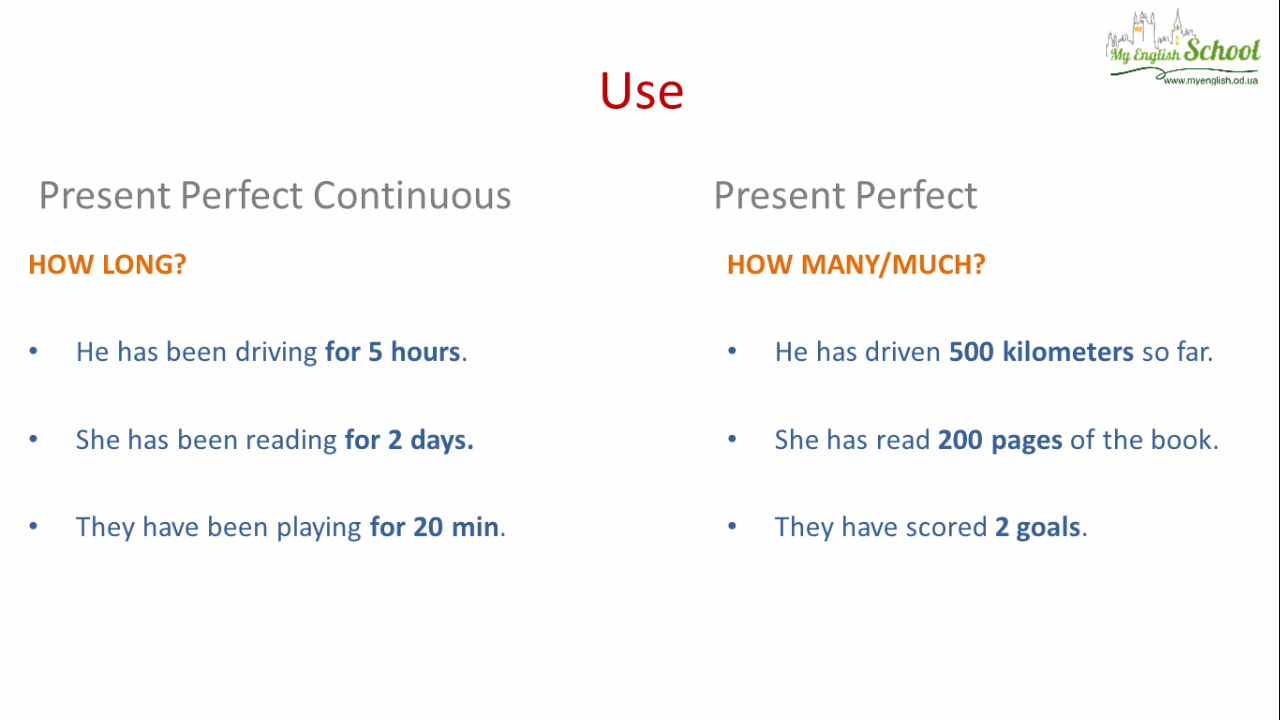 My English School
www.myenglish.od.ua
Use
Present Perfect Continuous
HOW LONG?
• He has been driving for 5 hours.
• She has been reading for 2 days.
• They have been playing for 20 min.
Present Perfect
HOW MANY/MUCH?
• He has driven 500 kilometers so far.
• She has read 200 pages of the book.
• They have scored 2 goals.